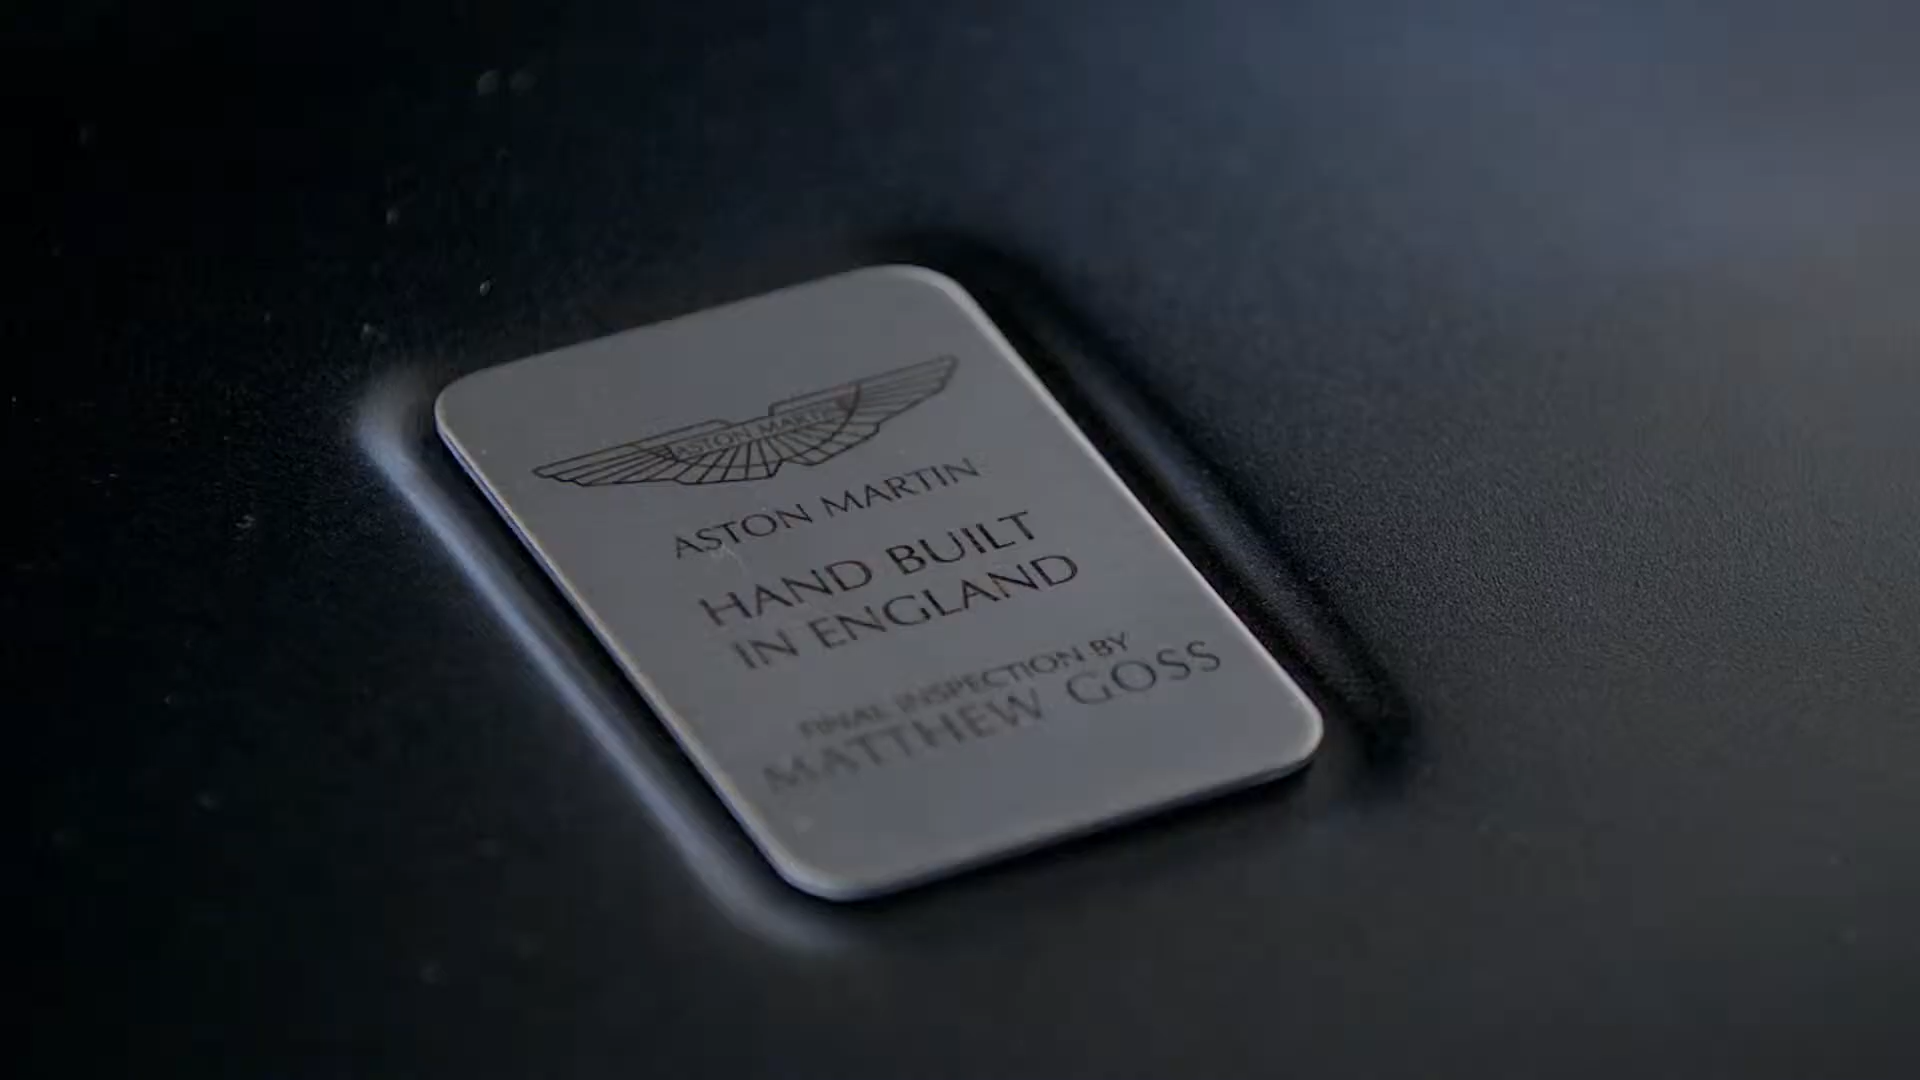 ASTON MARTIN
ASTON MARTIN
HAND BUILT
IN ENGLAND
FINAL INSPECTION BY
MATTHEW GOSS